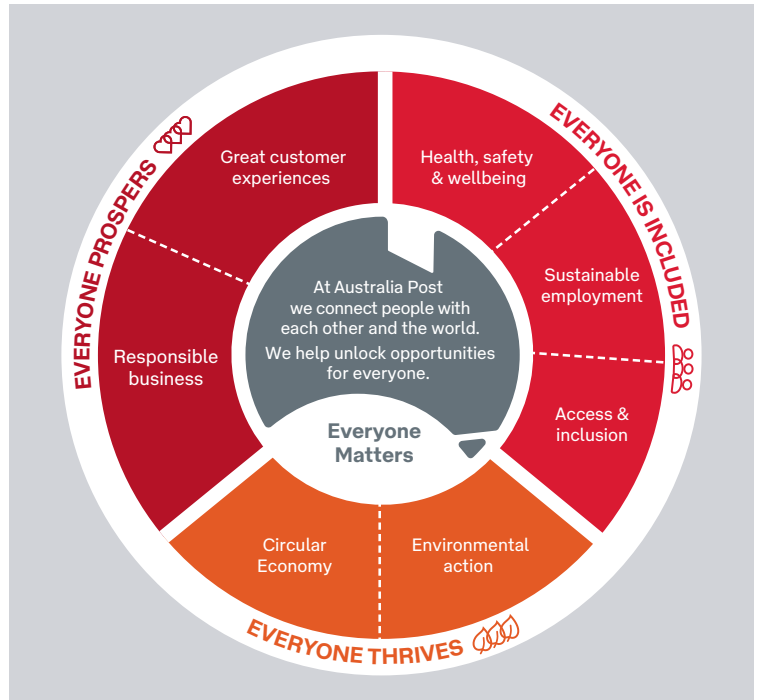 EVERYONE PROSPERS
Great customer
experiences
Responsible
business
EVERYONE IS INCLUDED
Health, safety
& wellbeing
Sustainable
employment
Access &
inclusion
At Australia Post
we connect people with
each other and the world.
We help unlock opportunities
for everyone.
Everyone
Matters
Circular
Economy
Environmental
action
EVERYONE THRIVES